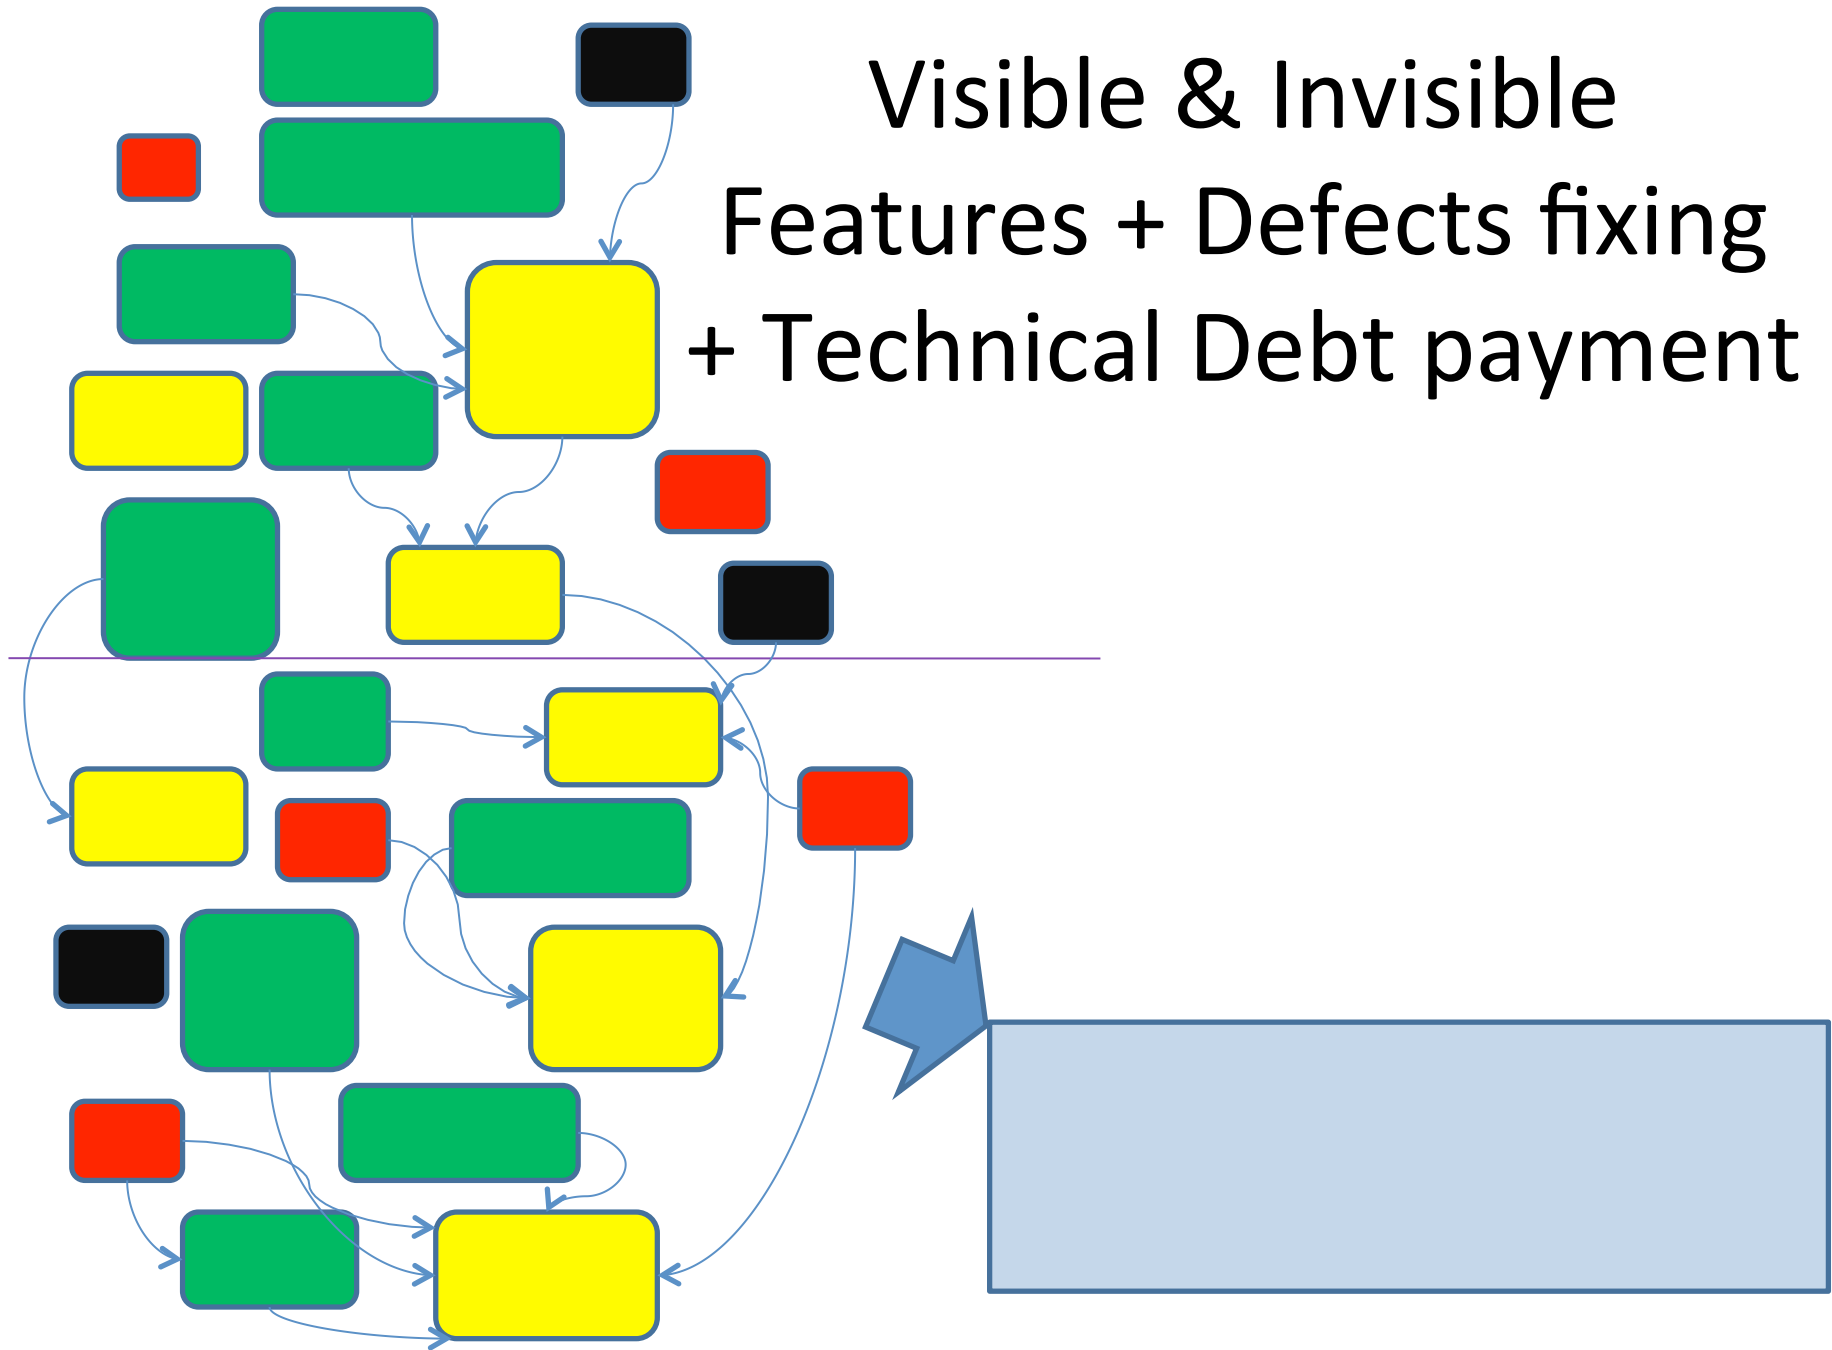 Visible & Invisible
Features + Defects fixing
+ Technical Debt payment